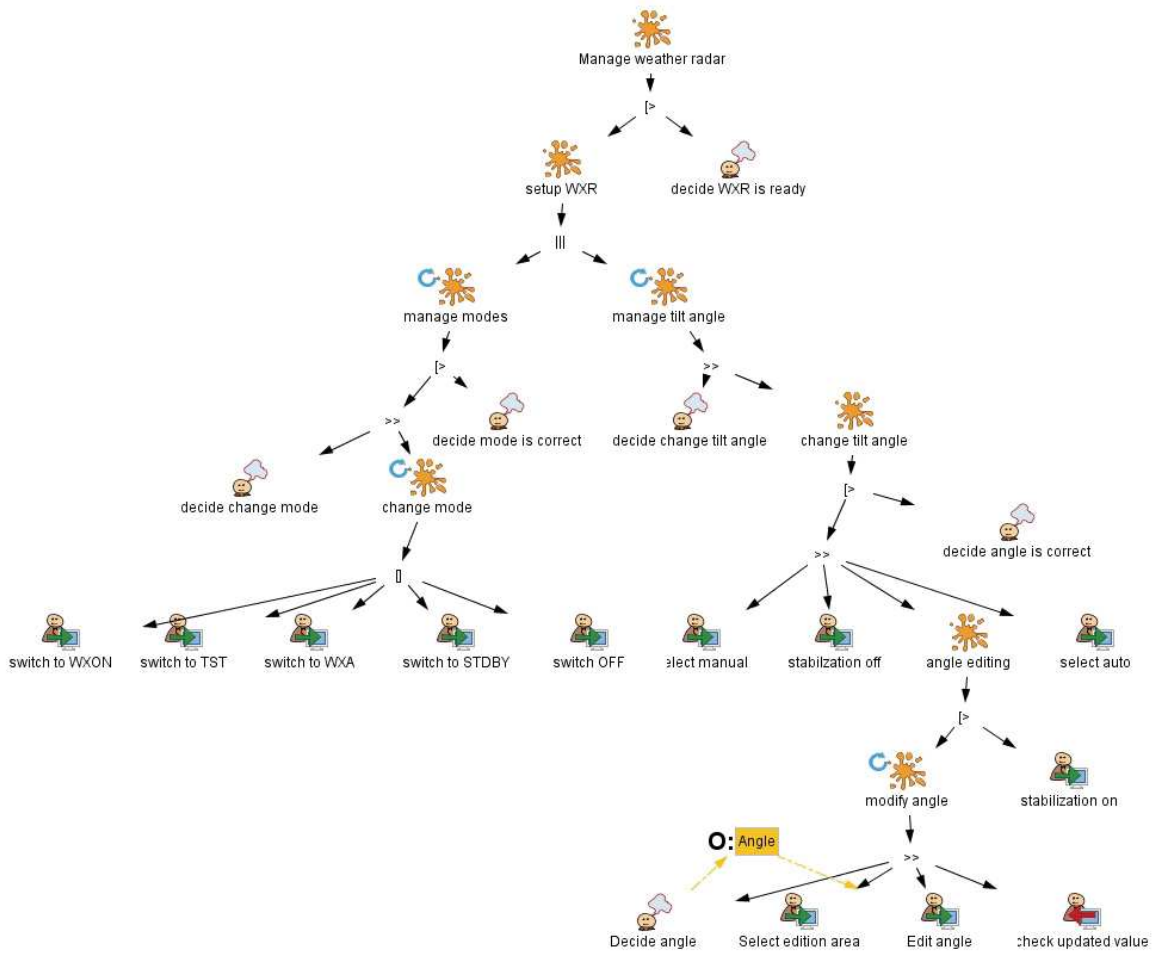 Manage weather radar
[>
setup WXR
decide WXR is ready
|||
manage modes
manage tilt angle
[>
>>
>>
decide mode is correct
decide change tilt angle
change tilt angle
decide change mode
change mode
[>
decide angle is correct
>>
[]
switch to WXON
switch to TST
switch to WXA
switch to STDBY
switch OFF
elect manual
stabilzation off
angle editing
select auto
[>
modify angle
stabilization on
O: Angle
>>
Decide angle
Select edition area
Edit angle
check updated value